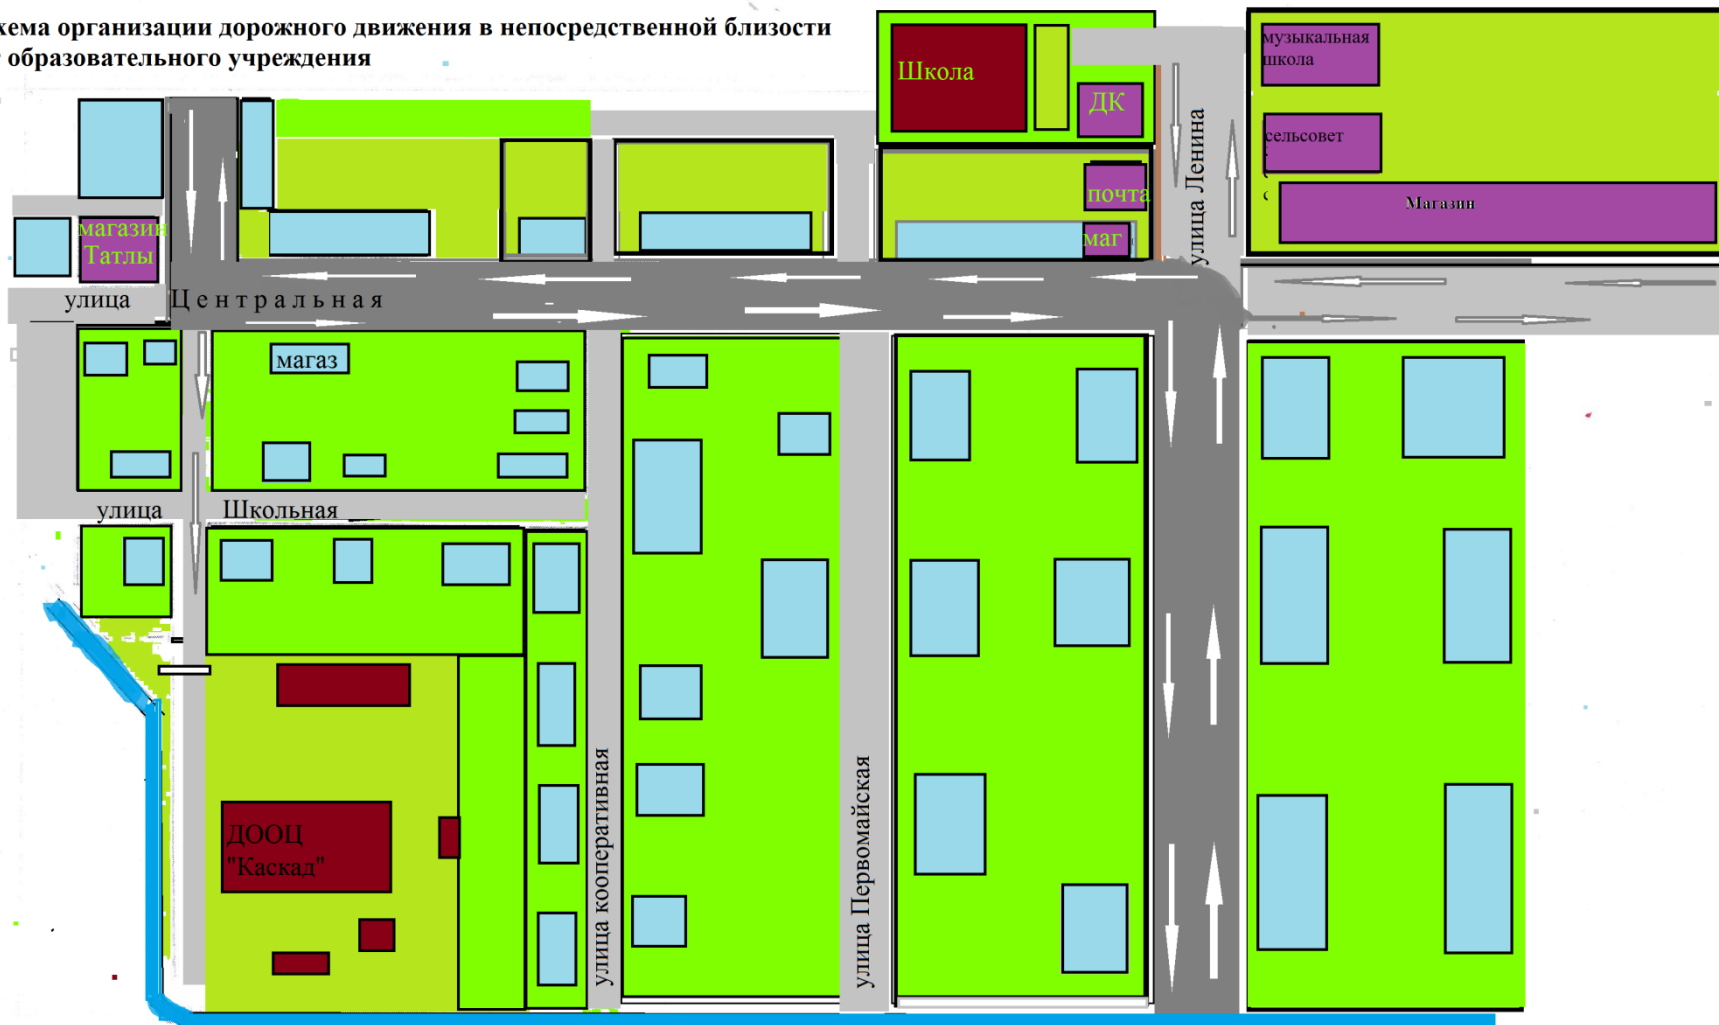 хема организации дорожного движения в непосредственной близости
образовательного учреждения
Школа
ДК
музыкальная
школа
сельсовет
с
Магазин
почта
маг
улица Ленина
магазин
Татлы
улица Центральная
магаз
улица Школьная
ДООЦ
"Каскад"
улица кооперативная
улица Первомайская